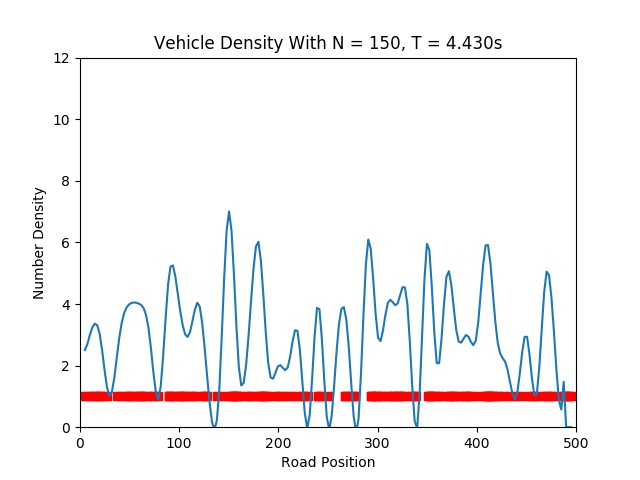 Vehicle Density With N = 150, T = 4.430s
12
10
8
6
4
2
0
Number Density
0 100 200 300 400 500
Road Position